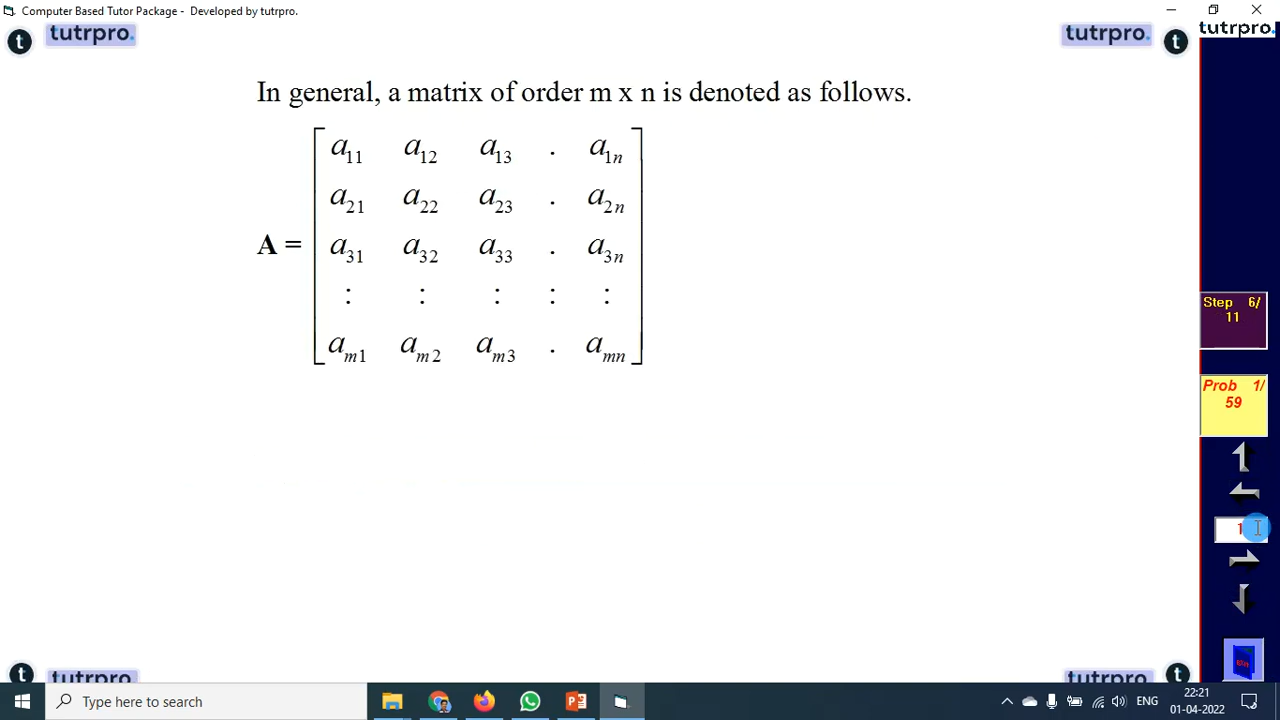 Computer Based Tutor Package - Developed by tutrpro.
t tutrpro.
tutrpro. t
tutrpro.
In general, a matrix of order m x n is denoted as follows.
a11 a12 a13 . a1n
a21 a22 a23 . a2n
A = a31 a32 a33 . a3n
: : : : :
am1 am2 am3 . amn
Step 6/
11
Prob 1/
59
1
t tutrpro.
tutrpro. t
Type here to search
ENG
22:21
01-04-2022